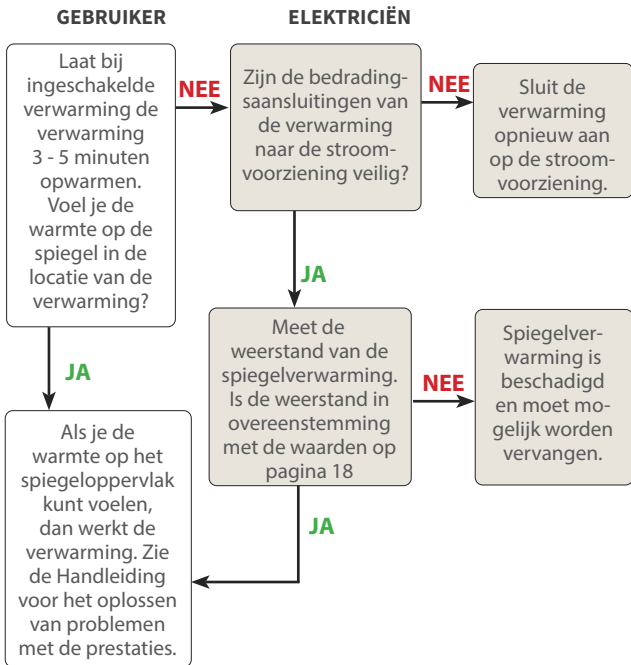 GEBRUIKER
ELEKTRICIËN
Laat bij
ingeschakelde
verwarming de
verwarming
3 - 5 minuten
opwarmen.
Voel je de
warmte op de
spiegel in de
locatie van de
verwarming?
NEE
Zijn de bedrading-
saansluitingen van
de verwarming
naar de stroom-
voorziening veilig?
NEE
Sluit de
verwarming
opnieuw aan
op de stroom-
voorziening.
JA
Meet de
weerstand van de
spiegelverwarming.
Is de weerstand in
overeenstemming
met de waarden op
pagina 18
NEE
Spiegelver-
warming is
beschadigd
en moet mo-
gelijk worden
vervangen.
JA
Als je de
warmte op het
spiegeloppervlak
kunt voelen,
dan werkt de
verwarming. Zie
de Handleiding
voor het oplossen
van problemen
met de prestaties.
JA